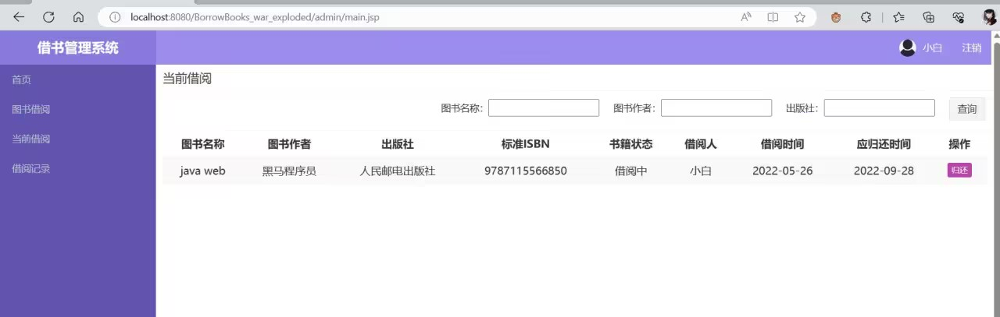 localhost:8080/BorrowBooks_war_exploded/admin/main.jsp
借书管理系统
小白 注销
首页
图书借阅
当前借阅
借阅记录
当前借阅
图书名称: 图书作者: 出版社: 查询
图书名称 图书作者 出版社 标准ISBN 书籍状态 借阅人 借阅时间 应归还时间 操作
java web 黑马程序员 人民邮电出版社 9787115566850 借阅中 小白 2022-05-26 2022-09-28 归还